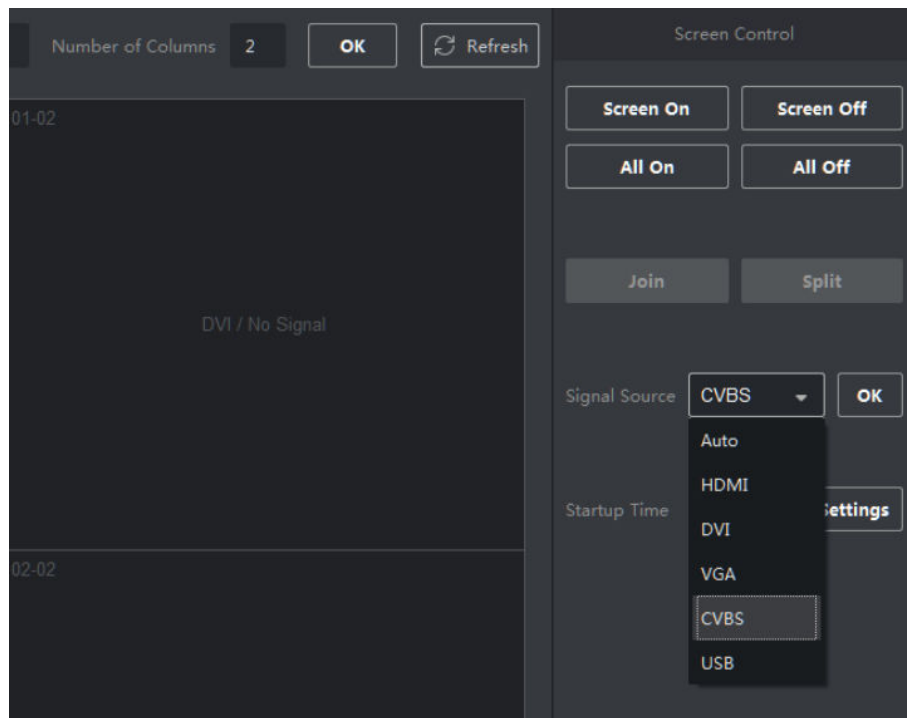 Number of Columns 2 OK Refresh
Screen Control
01-02
DVI / No Signal
02-02
Screen On Screen Off
All On All Off
Join Split
Signal Source CVBS OK
Auto
HDMI
DVI
VGA
CVBS
USB
Startup Time Settings